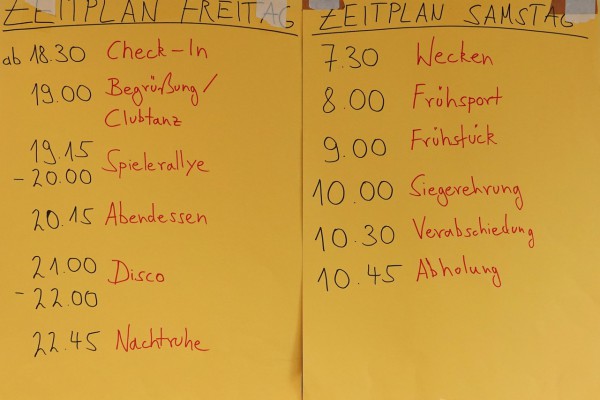 ZEITPLAN FREITAG
ab 18.30 Check-In
19.00 Begrüßung/
Clubtanz
19.15
- 20.00 Spielerallye
20.15 Abendessen
21.00
- 22.00 Disco
22.45 Nachtruhe
ZEITPLAN SAMSTAG
7.30 Wecken
8.00 Frühsport
9.00 Frühstück
10.00 Siegerehrung
10.30 Verabschiedung
10.45 Abholung